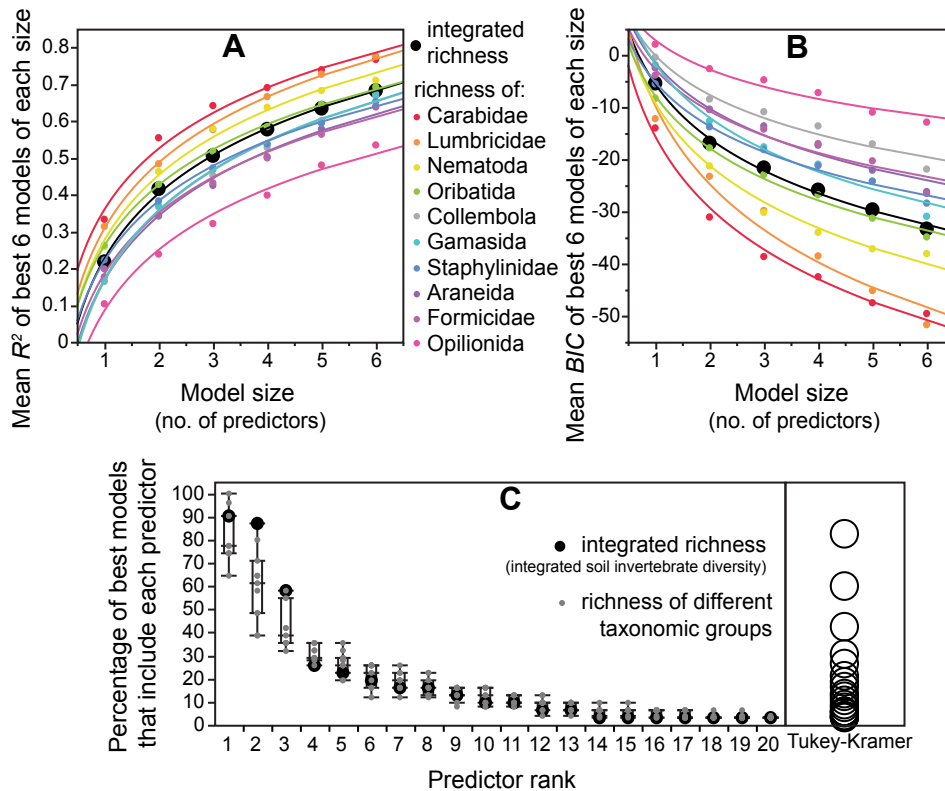 A
Mean R² of best 6 models of each size
0.8
0.7
0.6
0.5
0.4
0.3
0.2
0.1
0
1 2 3 4 5 6
Model size
(no. of predictors)
integrated
richness
richness of:
Carabidae
Lumbricidae
Nematoda
Oribatida
Collembola
Gamasida
Staphylinidae
Araneida
Formicidae
Opilionida
B
Mean BIC of best 6 models of each size
0
-10
-20
-30
-40
-50
1 2 3 4 5 6
Model size
(no. of predictors)
C
Percentage of best models
that include each predictor
100
90
80
70
60
50
40
30
20
10
0
integrated richness
(integrated soil invertebrate diversity)
richness of different
taxonomic groups
1 2 3 4 5 6 7 8 9 10 11 12 13 14 15 16 17 18 19 20
Tukey-Kramer
Predictor rank